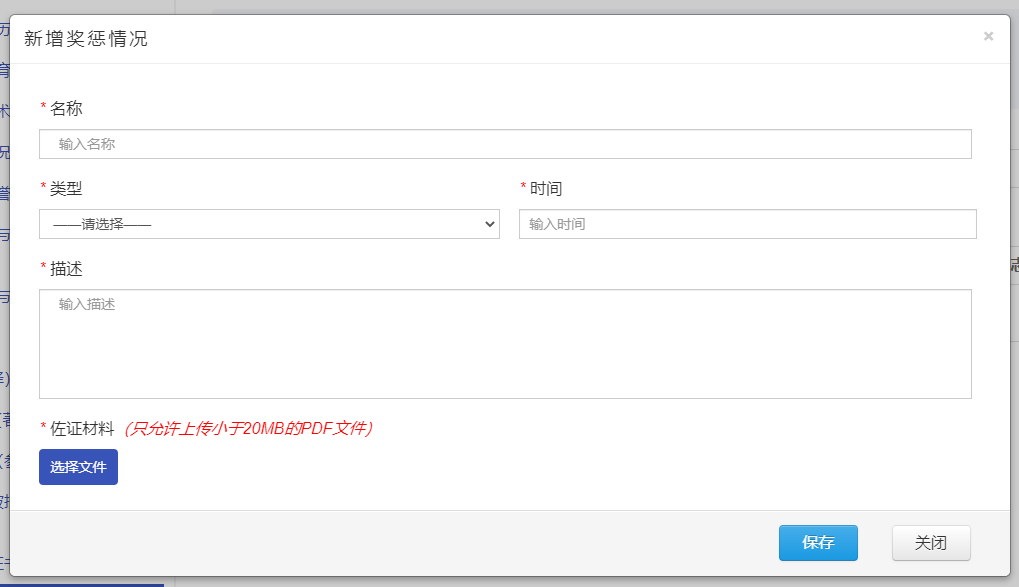 新增奖惩情况
×
* 名称
输入名称
* 类型
* 时间
——请选择——
输入时间
* 描述
输入描述
* 佐证材料 (只允许上传小于20MB的PDF文件)
选择文件
保存
关闭